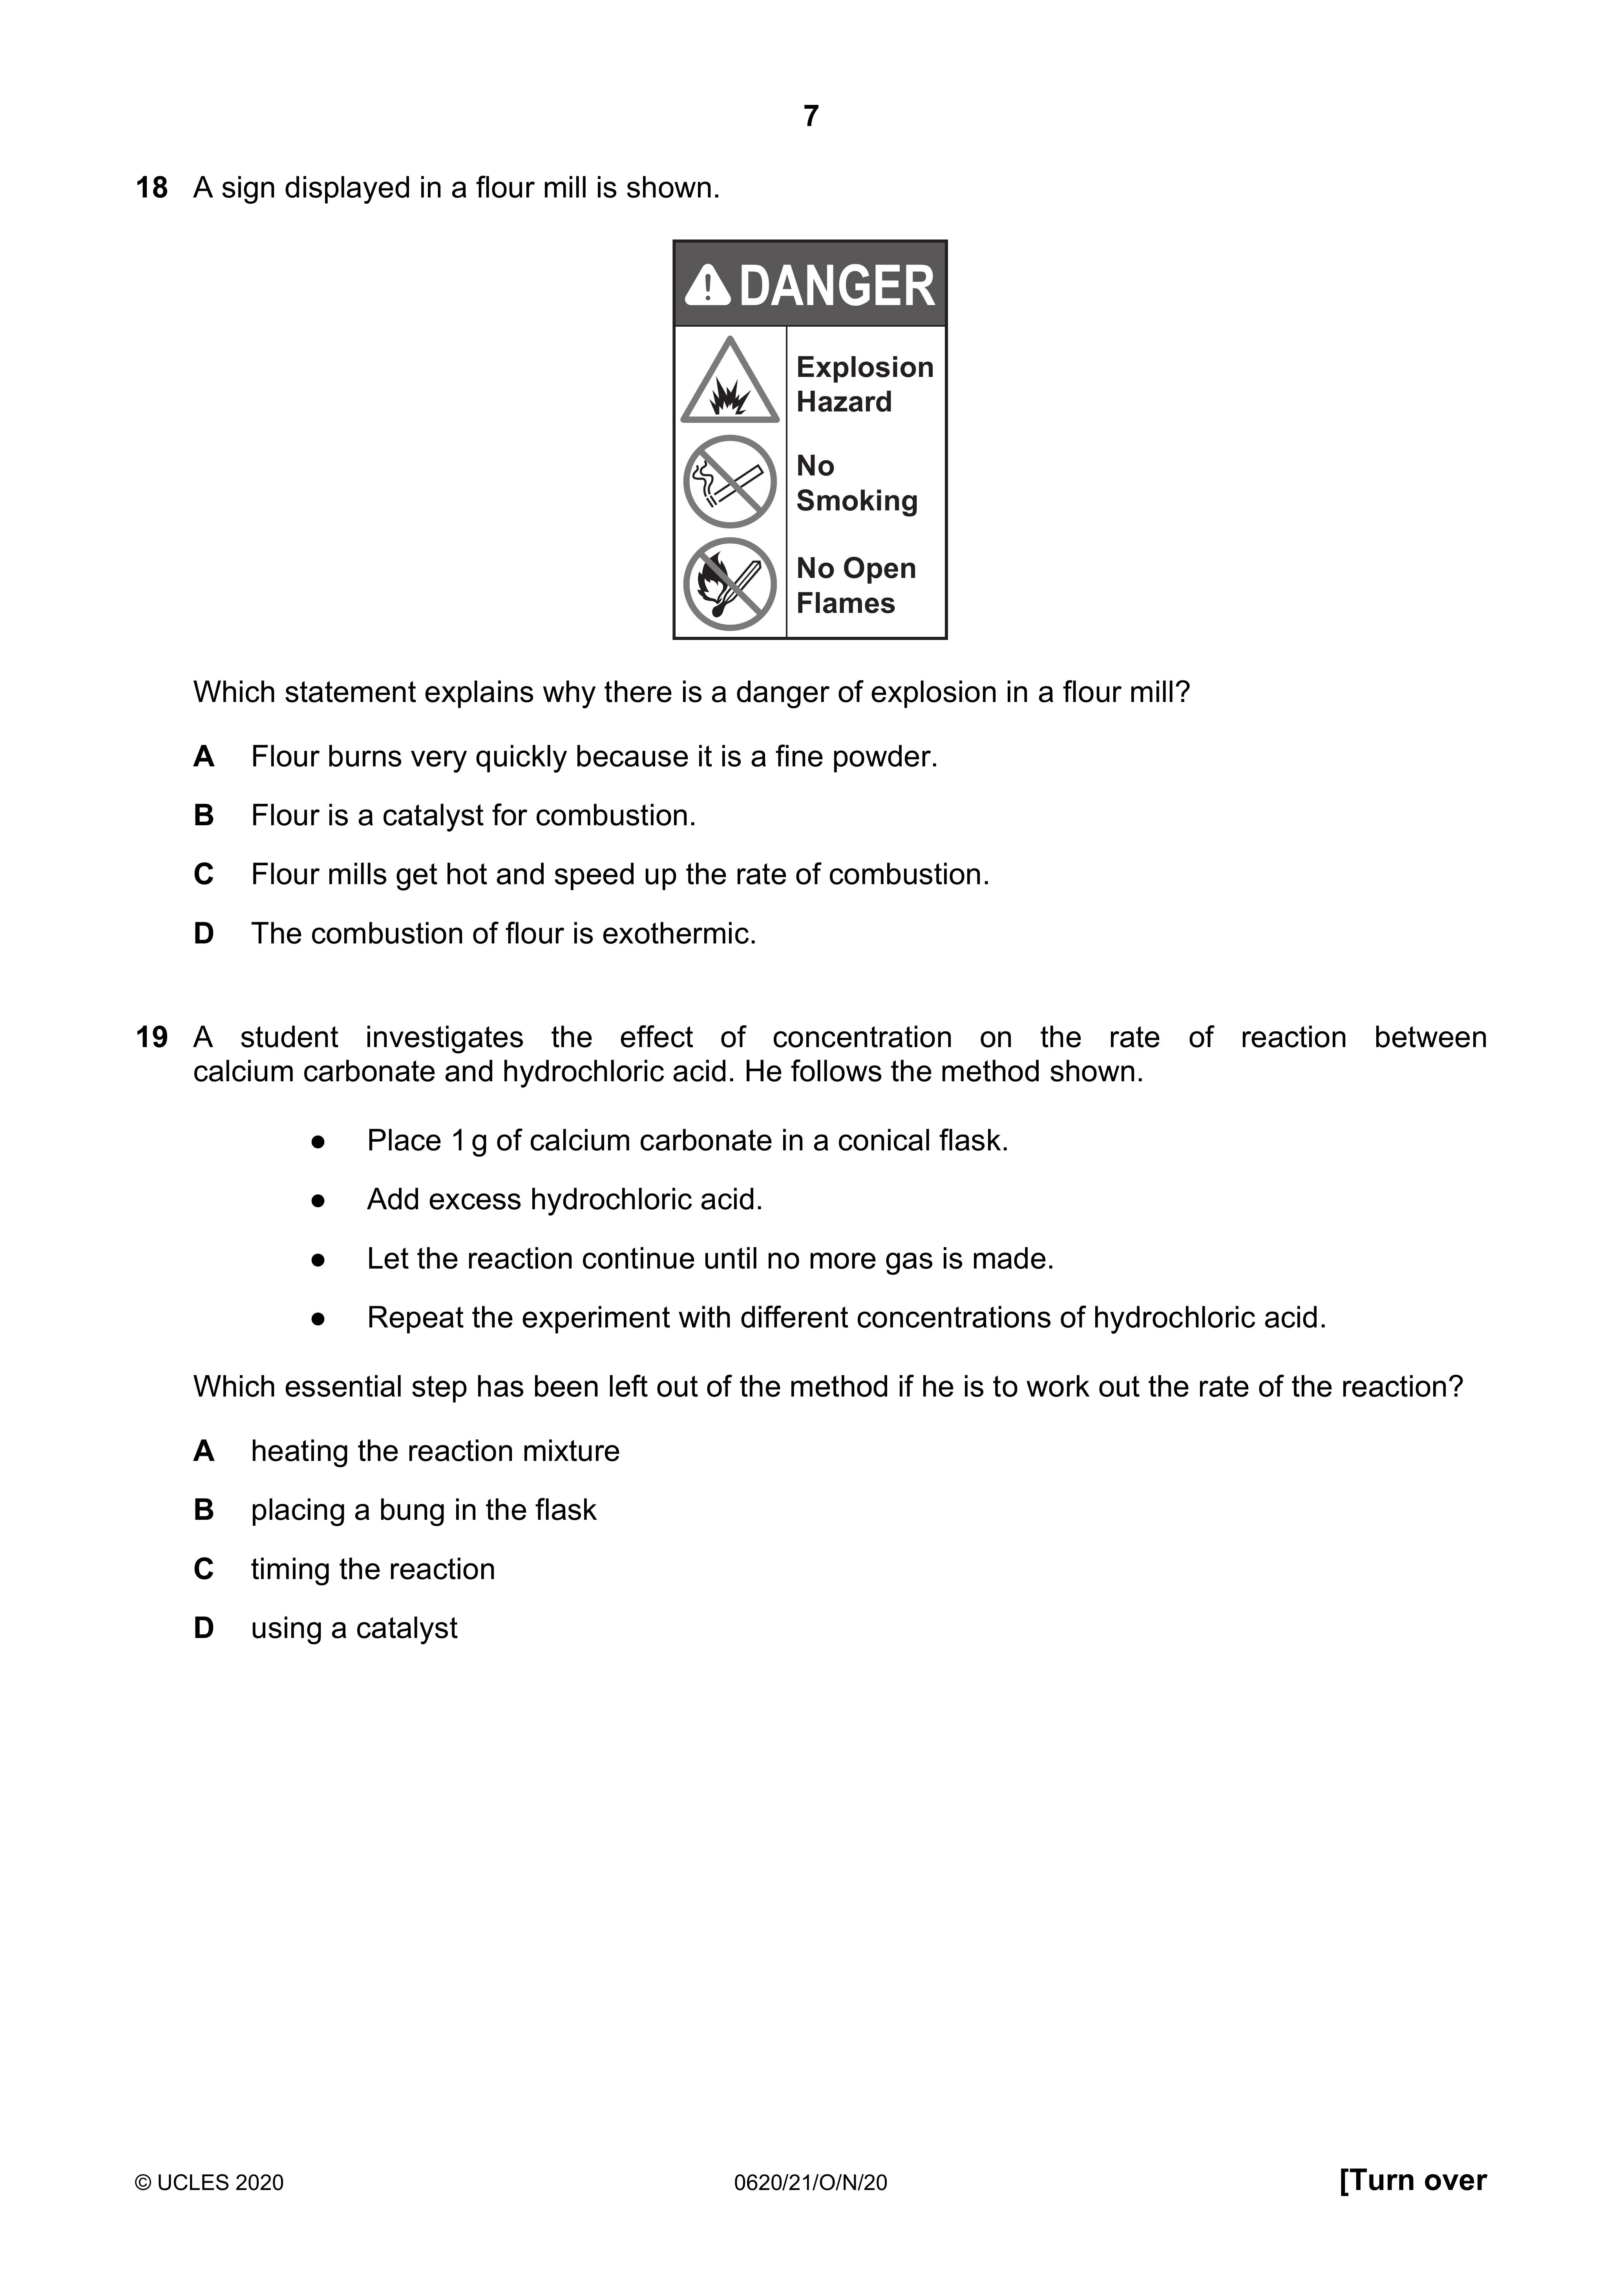 7
18 A sign displayed in a flour mill is shown.
DANGER
Explosion
Hazard
No
Smoking
No Open
Flames
Which statement explains why there is a danger of explosion in a flour mill?
A Flour burns very quickly because it is a fine powder.
B Flour is a catalyst for combustion.
C Flour mills get hot and speed up the rate of combustion.
D The combustion of flour is exothermic.
19 A student investigates the effect of concentration on the rate of reaction between
calcium carbonate and hydrochloric acid. He follows the method shown.
● Place 1 g of calcium carbonate in a conical flask.
● Add excess hydrochloric acid.
● Let the reaction continue until no more gas is made.
● Repeat the experiment with different concentrations of hydrochloric acid.
Which essential step has been left out of the method if he is to work out the rate of the reaction?
A heating the reaction mixture
B placing a bung in the flask
C timing the reaction
D using a catalyst
© UCLES 2020 0620/21/O/N/20 [Turn over